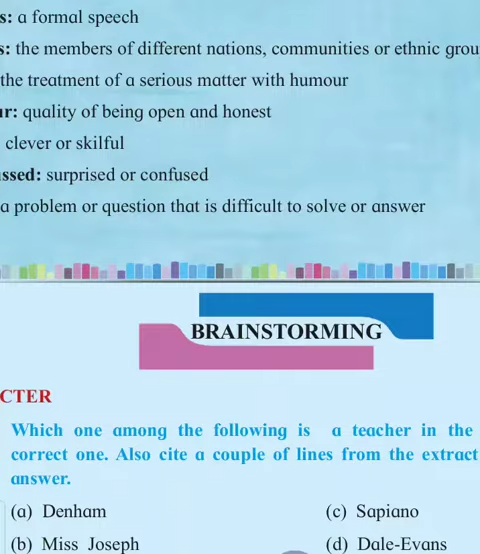 s: a formal speech
s: the members of different nations, communities or ethnic grou
the treatment of a serious matter with humour
ur: quality of being open and honest
clever or skilful
ssed: surprised or confused
a problem or question that is difficult to solve or answer
BRAINSTORMING
CTER
Which one among the following is a teacher in the
correct one. Also cite a couple of lines from the extract
answer.
(a) Denham (c) Sapiano
(b) Miss Joseph (d) Dale-Evans